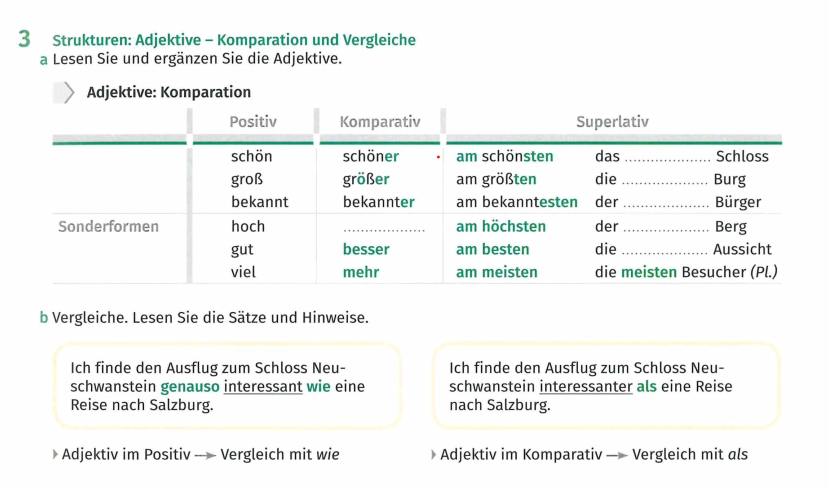 3 Strukturen: Adjektive – Komparation und Vergleiche
a Lesen Sie und ergänzen Sie die Adjektive.
Adjektive: Komparation
Positiv Komparativ Superlativ
schön schöner am schönsten das .................... Schloss
groß größer am größten die .................... Burg
bekannt bekannter am bekanntesten der .................... Bürger
Sonderformen hoch ................... am höchsten der .................... Berg
gut besser am besten die .................... Aussicht
viel mehr am meisten die meisten Besucher (Pl.)
b Vergleiche. Lesen Sie die Sätze und Hinweise.
Ich finde den Ausflug zum Schloss Neu-
schwanstein genauso interessant wie eine
Reise nach Salzburg.
Ich finde den Ausflug zum Schloss Neu-
schwanstein interessanter als eine Reise
nach Salzburg.
Adjektiv im Positiv → Vergleich mit wie
Adjektiv im Komparativ → Vergleich mit als